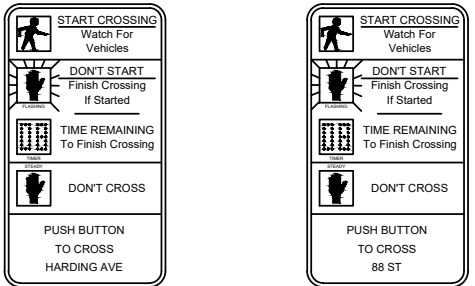 START CROSSING
Watch For
Vehicles
DON'T START
Finish Crossing
If Started
FLASHING
TIME REMAINING
To Finish Crossing
TIMER
STEADY
DON'T CROSS
PUSH BUTTON
TO CROSS
HARDING AVE
START CROSSING
Watch For
Vehicles
DON'T START
Finish Crossing
If Started
FLASHING
TIME REMAINING
To Finish Crossing
TIMER
STEADY
DON'T CROSS
PUSH BUTTON
TO CROSS
88 ST